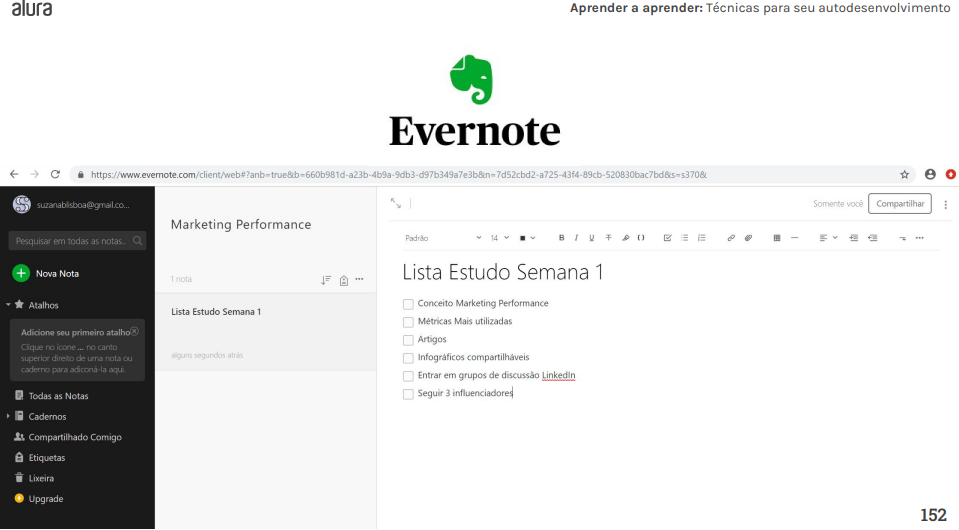 alura
Aprender a aprender: Técnicas para seu autodesenvolvimento
Evernote
https://www.evernote.com/client/web#?anb=true&b=660b981d-a23b-4b9a-9db3-d97b349a7e3b&n=7d52cbd2-a725-43f4-89cb-520830bac7bd&s=s370&
suzanablisboa@gmail.co...
Pesquisar em todas as notas..
Nova Nota
Atalhos
Adicione seu primeiro atalho
Clique no ícone ... no canto
superior direito de uma nota ou
caderno para adiconá-la aqui.
Todas as Notas
Cadernos
Compartilhado Comigo
Etiquetas
Lixeira
Upgrade
Marketing Performance
1 nota
Lista Estudo Semana 1
alguns segundos atrás
Somente você
Compartilhar
Padrão 14 B I U T
Lista Estudo Semana 1
Conceito Marketing Performance
Métricas Mais utilizadas
Artigos
Infográficos compartilháveis
Entrar em grupos de discussão LinkedIn
Seguir 3 influenciadores
152